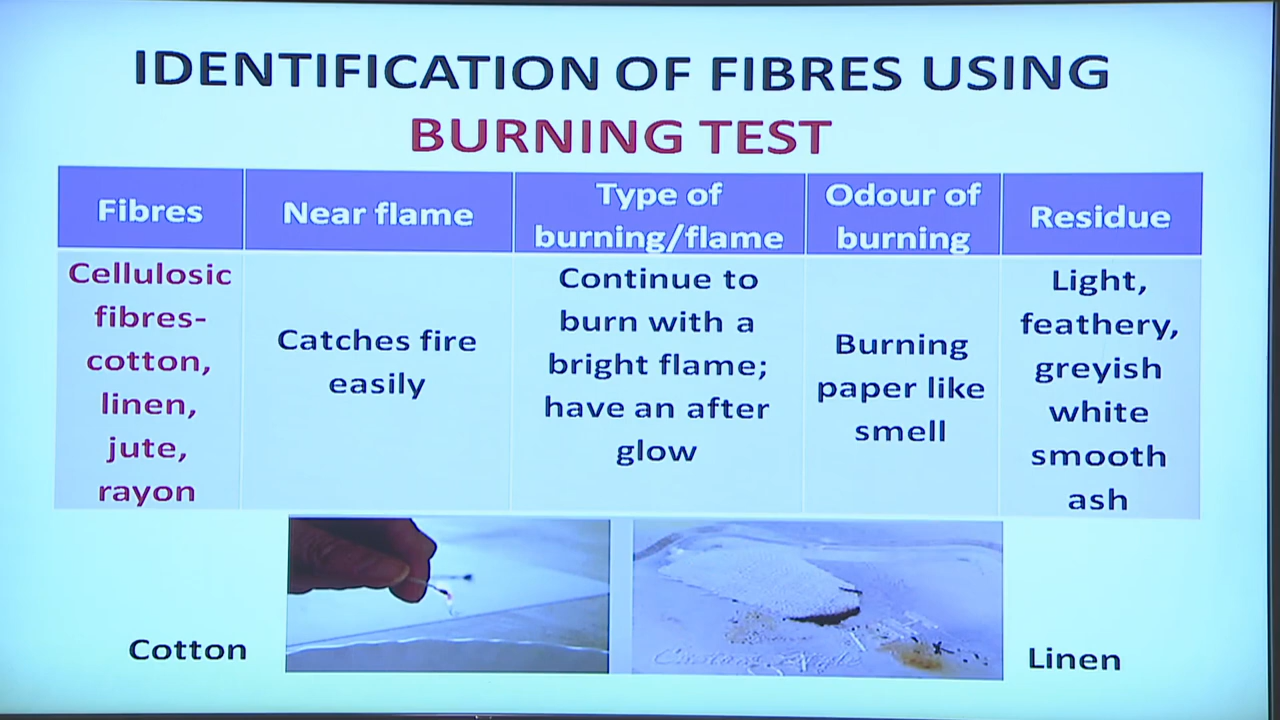 IDENTIFICATION OF FIBRES USING
BURNING TEST
Fibres
Near flame
Type of
burning/flame
Odour of
burning
Residue
Cellulosic
fibres-
cotton,
linen,
jute,
rayon
Catches fire
easily
Continue to
burn with a
bright flame;
have an after
glow
Burning
paper like
smell
Light,
feathery,
greyish
white
smooth
ash
Cotton
Linen